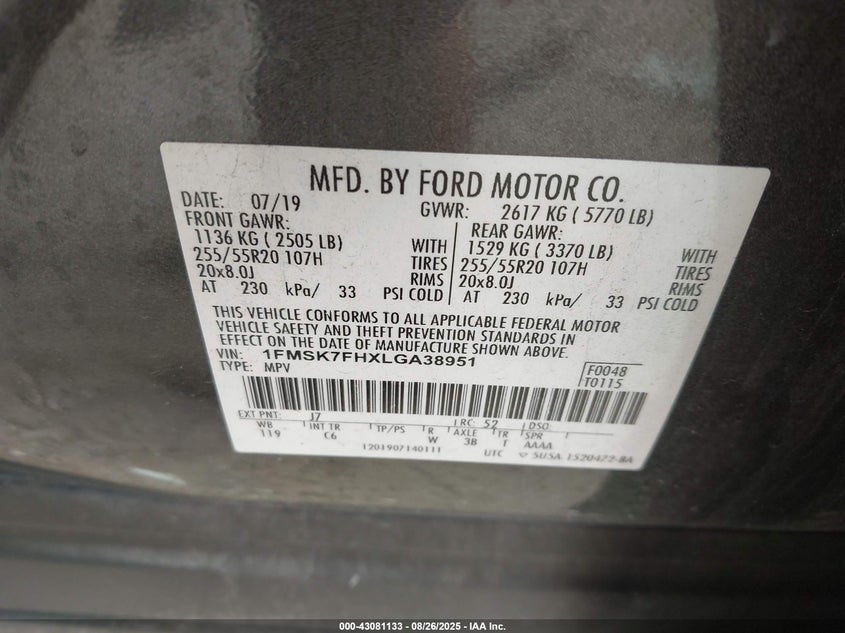 MFD. BY FORD MOTOR CO.
DATE: 07/19 GVWR: 2617 KG ( 5770 LB)
FRONT GAWR: REAR GAWR:
1136 KG ( 2505 LB) WITH 1529 KG ( 3370 LB) WITH
255/55R20 107H TIRES 255/55R20 107H TIRES
20x8.0J RIMS 20x8.0J RIMS
AT 230 kPa/ 33 PSI COLD AT 230 kPa/ 33 PSI COLD
THIS VEHICLE CONFORMS TO ALL APPLICABLE FEDERAL MOTOR
VEHICLE SAFETY AND THEFT PREVENTION STANDARDS IN
EFFECT ON THE DATE OF MANUFACTURE SHOWN ABOVE.
VIN: 1FMSK7FHXLGA38951
TYPE: MPV
F0048
T0115
EXT PNT: J7 RC: 52 DSO:
WB INT TR TP/PS R AXLE TR SPR
119 C6 W 3B T AAAA
1201907140111 UTC SUSA 1520472-BA
000-43081133 - 08/26/2025 - IAA Inc.